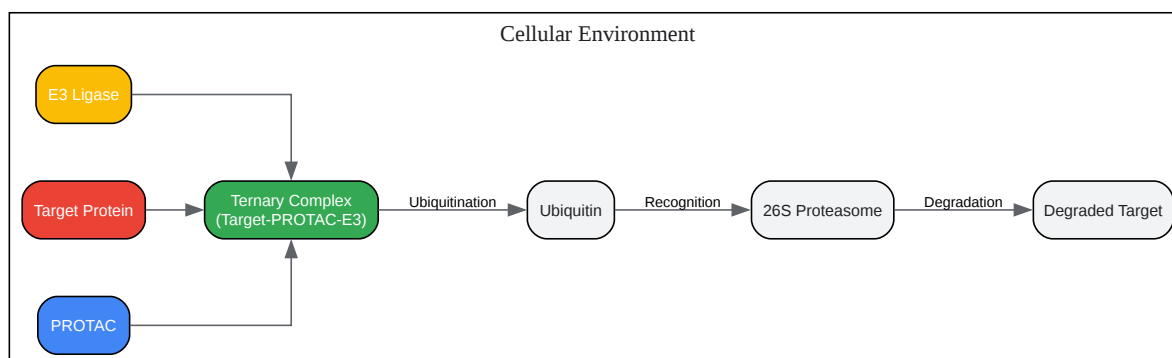 Cellular Environment
E3 Ligase
Target Protein
Ternary Complex
(Target-PROTAC-E3)
Ubiquitination
Ubiquitin
Recognition
26S Proteasome
Degradation
Degraded Target
PROTAC